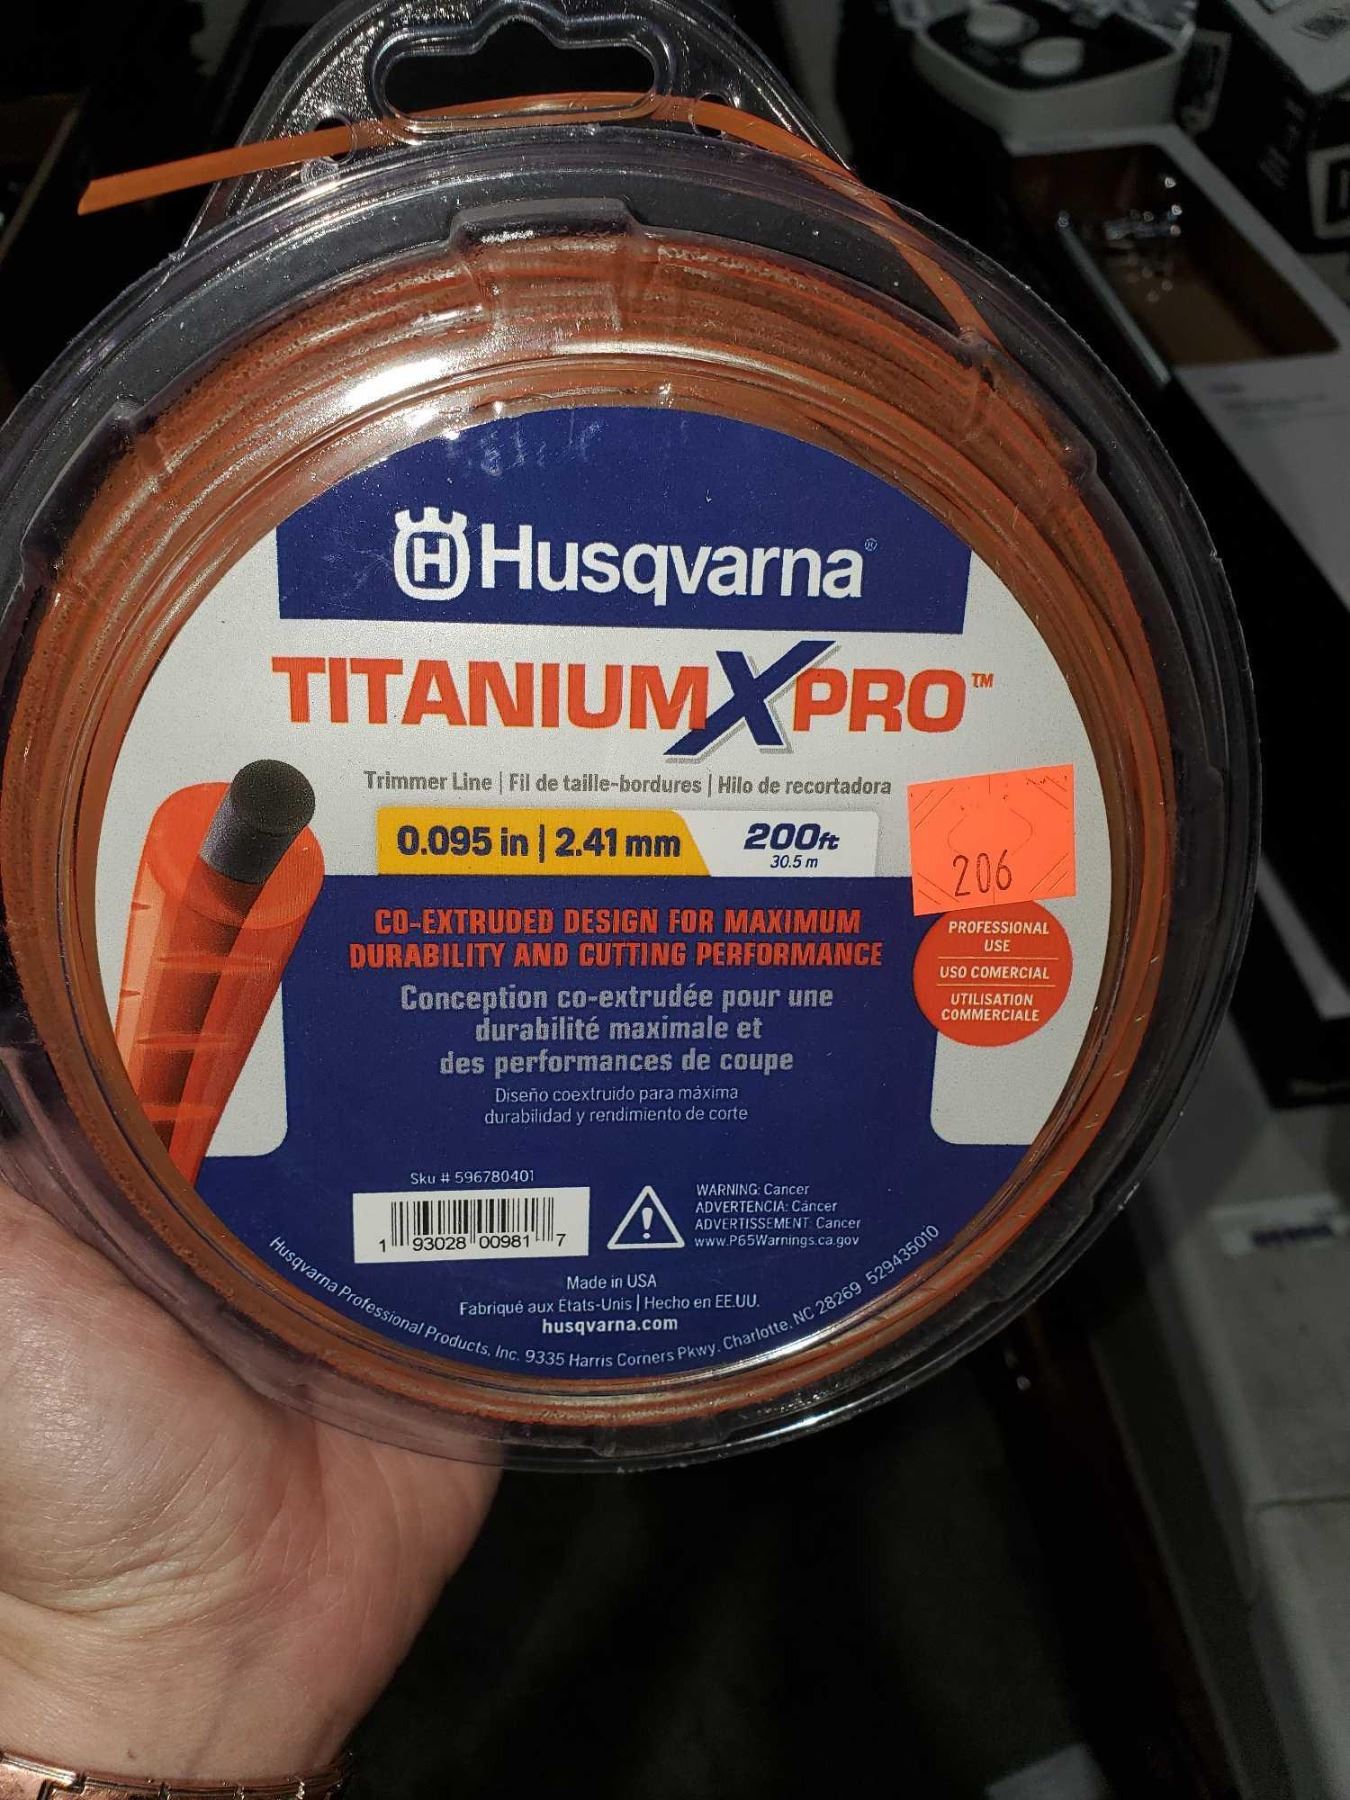 H Husqvarna®
TITANIUM X PRO™
Trimmer Line | Fil de taille-bordures | Hilo de recortadora
0.095 in | 2.41 mm
200ft
30.5 m
206
CO-EXTRUDED DESIGN FOR MAXIMUM
DURABILITY AND CUTTING PERFORMANCE
Conception co-extrudée pour une
durabilité maximale et
des performances de coupe
Diseño coextruido para máxima
durabilidad y rendimiento de corte
PROFESSIONAL
USE
USO COMERCIAL
UTILISATION
COMMERCIALE
Sku # 596780401
1 93028 00981 7
WARNING: Cancer
ADVERTENCIA: Cáncer
ADVERTISSEMENT: Cancer
www.P65Warnings.ca.gov
Made in USA
Fabriqué aux États-Unis | Hecho en EE.UU.
husqvarna.com
Husqvarna Professional Products, Inc. 9335 Harris Corners Pkwy. Charlotte, NC 28269 529435010